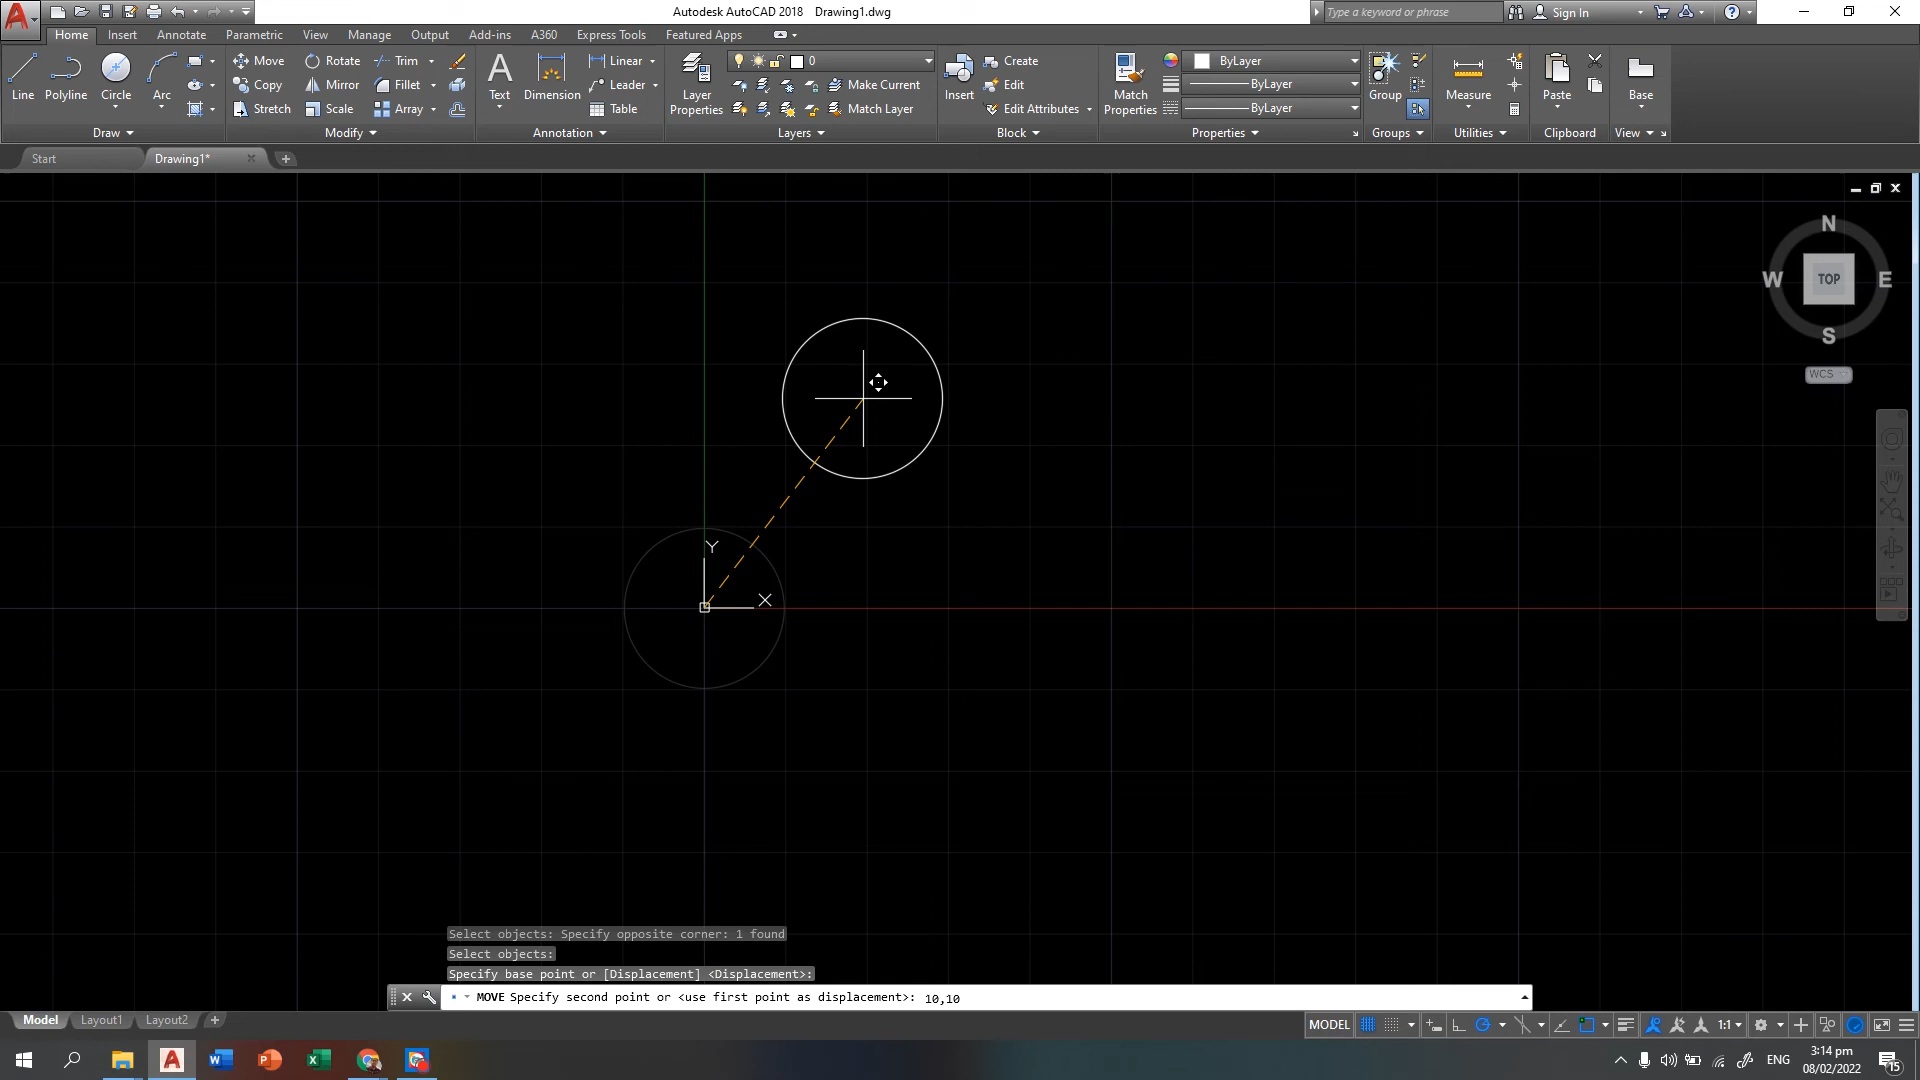 Autodesk AutoCAD 2018 Drawing1.dwg
Type a keyword or phrase
Sign In
Home Insert Annotate Parametric View Manage Output Add-ins A360 Express Tools Featured Apps
Line Polyline Circle Arc
Move Rotate Trim
Copy Mirror Fillet
Stretch Scale Array
Text Dimension
Linear
Leader
Table
Layer Properties
0
Make Current
Match Layer
Insert
Create
Edit
Edit Attributes
Match Properties
ByLayer
ByLayer
ByLayer
Group
Measure
Paste
Base
Draw Modify Annotation Layers Block Properties Groups Utilities Clipboard View
Start Drawing1*
N
W TOP E
S
WCS
Y
X
Select objects: Specify opposite corner: 1 found
Select objects:
Specify base point or [Displacement] <Displacement>:
MOVE Specify second point or <use first point as displacement>: 10,10
Model Layout1 Layout2
MODEL 1:1
ENG
3:14 pm
08/02/2022
15